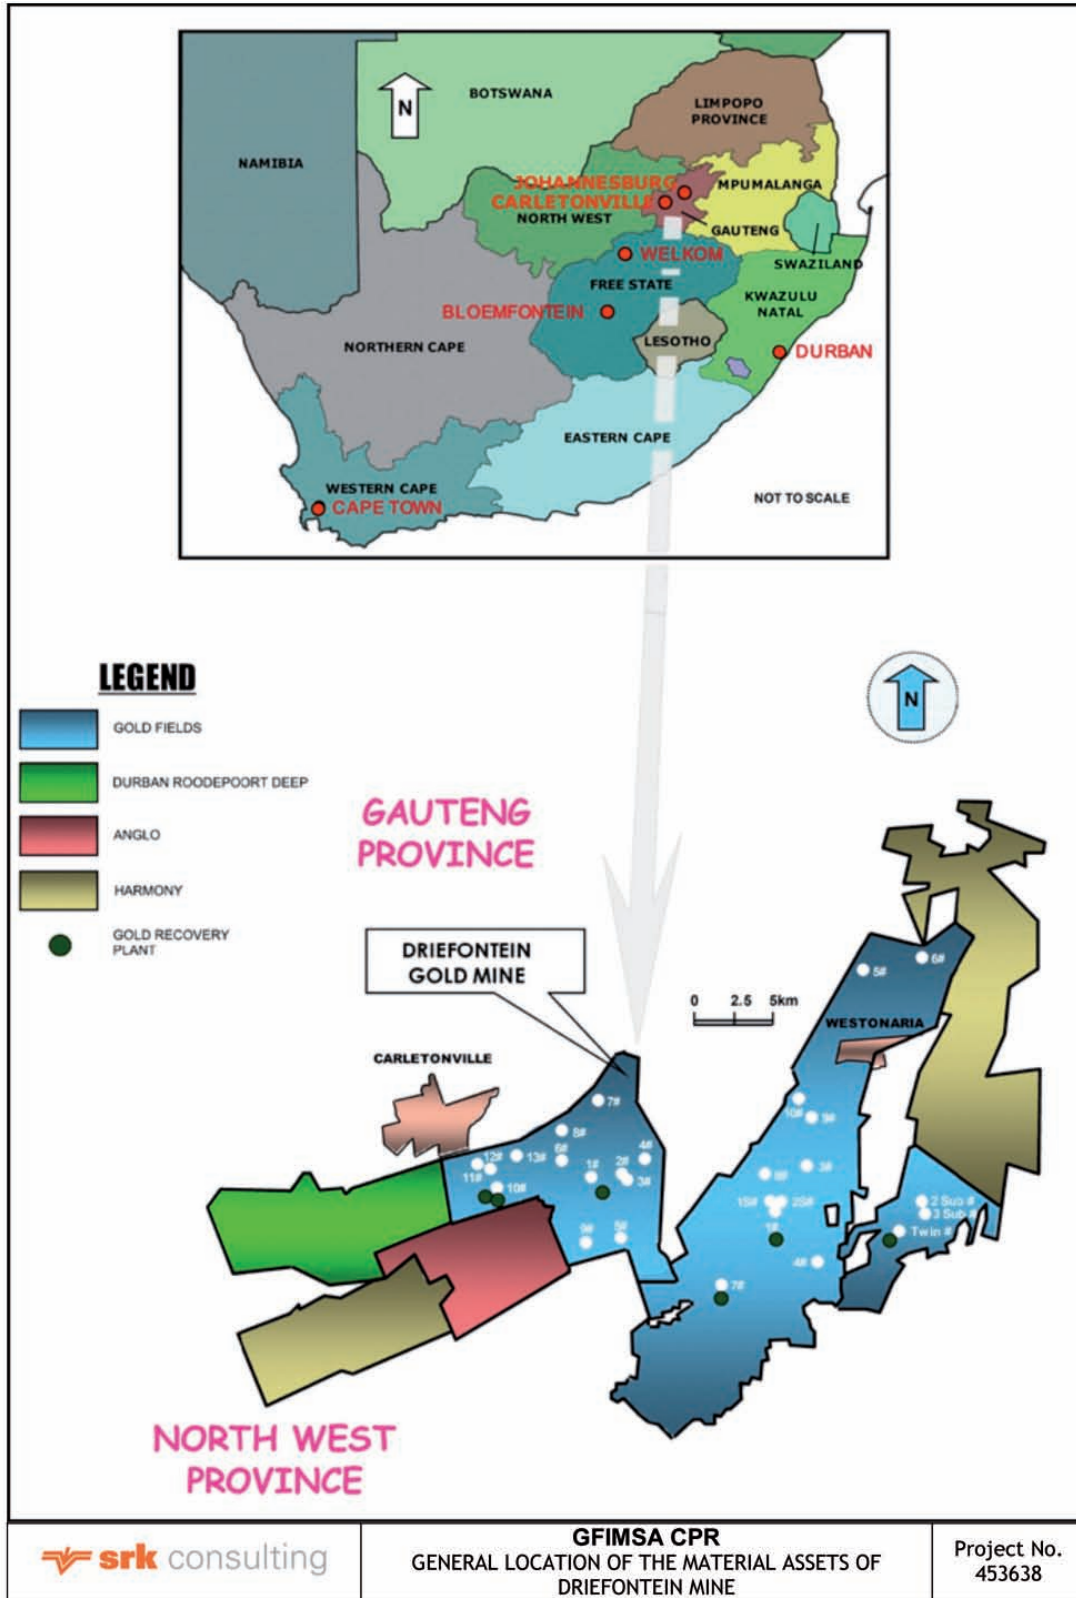 BOTSWANA
N
LIMPOPO
PROVINCE
NAMIBIA
JOHANNESBURG
MPUMALANGA
CARLETONVILLE
NORTH WEST
GAUTENG
WELKOM
SWAZILAND
FREE STATE
KWAZULU
NATAL
BLOEMFONTEIN
LESOTHO
NORTHERN CAPE
DURBAN
EASTERN CAPE
WESTERN CAPE
NOT TO SCALE
CAPE TOWN
LEGEND
GOLD FIELDS
DURBAN ROODEPOORT DEEP
ANGLO
HARMONY
GOLD RECOVERY
PLANT
N
GAUTENG
PROVINCE
DRIEFONTEIN
GOLD MINE
0 2.5 5km
6#
5#
WESTONARIA
CARLETONVILLE
7#
10#
9#
8#
4#
12#
13#
6#
1#
2#
3#
11#
10#
3#
8#
1S#
2S#
1#
2 Sub #
3 Sub #
Twin #
9#
5#
4#
7#
NORTH WEST
PROVINCE
srk consulting
GFIMSA CPR
GENERAL LOCATION OF THE MATERIAL ASSETS OF
DRIEFONTEIN MINE
Project No.
453638